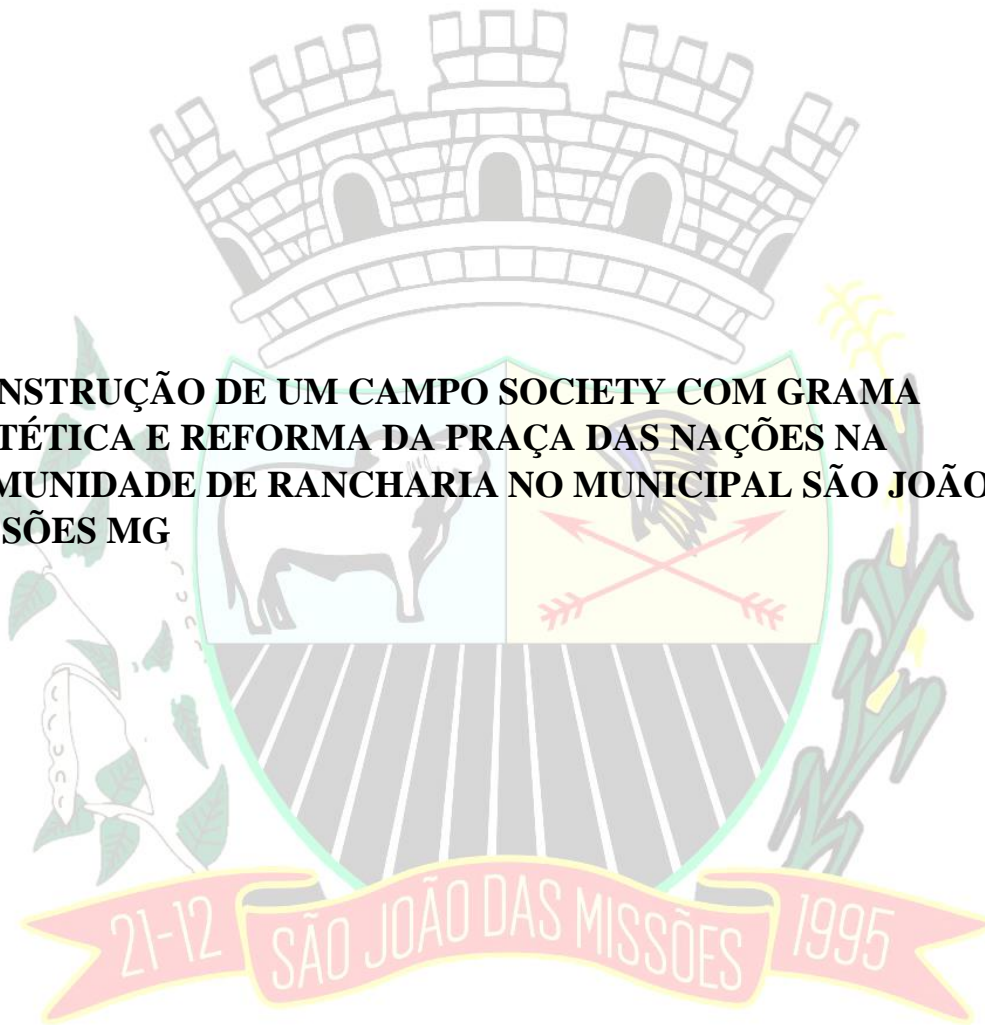 NSTRUÇÃO DE UM CAMPO SOCIETY COM GRAMA
TÉTICA E REFORMA DA PRAÇA DAS NAÇÕES NA
MUNIDADE DE RANCHARIA NO MUNICIPAL SÃO JOÃO
SÕES MG
21-12 SÃO JOÃO DAS MISSÕES 1995